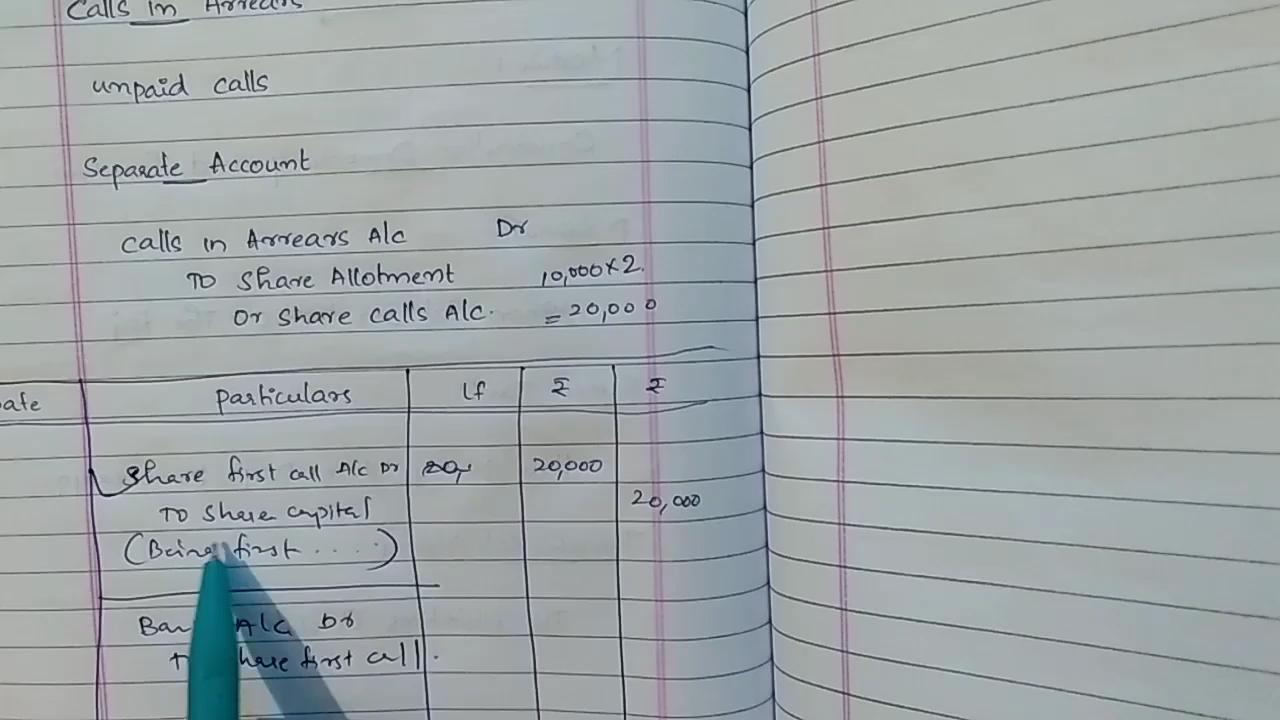 Calls in Arrears
unpaid calls
Separate Account
Calls in Arrears A/c Dr
To Share Allotment 10,000×2.
Or Share calls A/c. = 20,000
Particulars Lf ₹ ₹
Share first call A/c Dr 20,000
To Share capital 20,000
(Being first ....)
A/c Dr
first call.